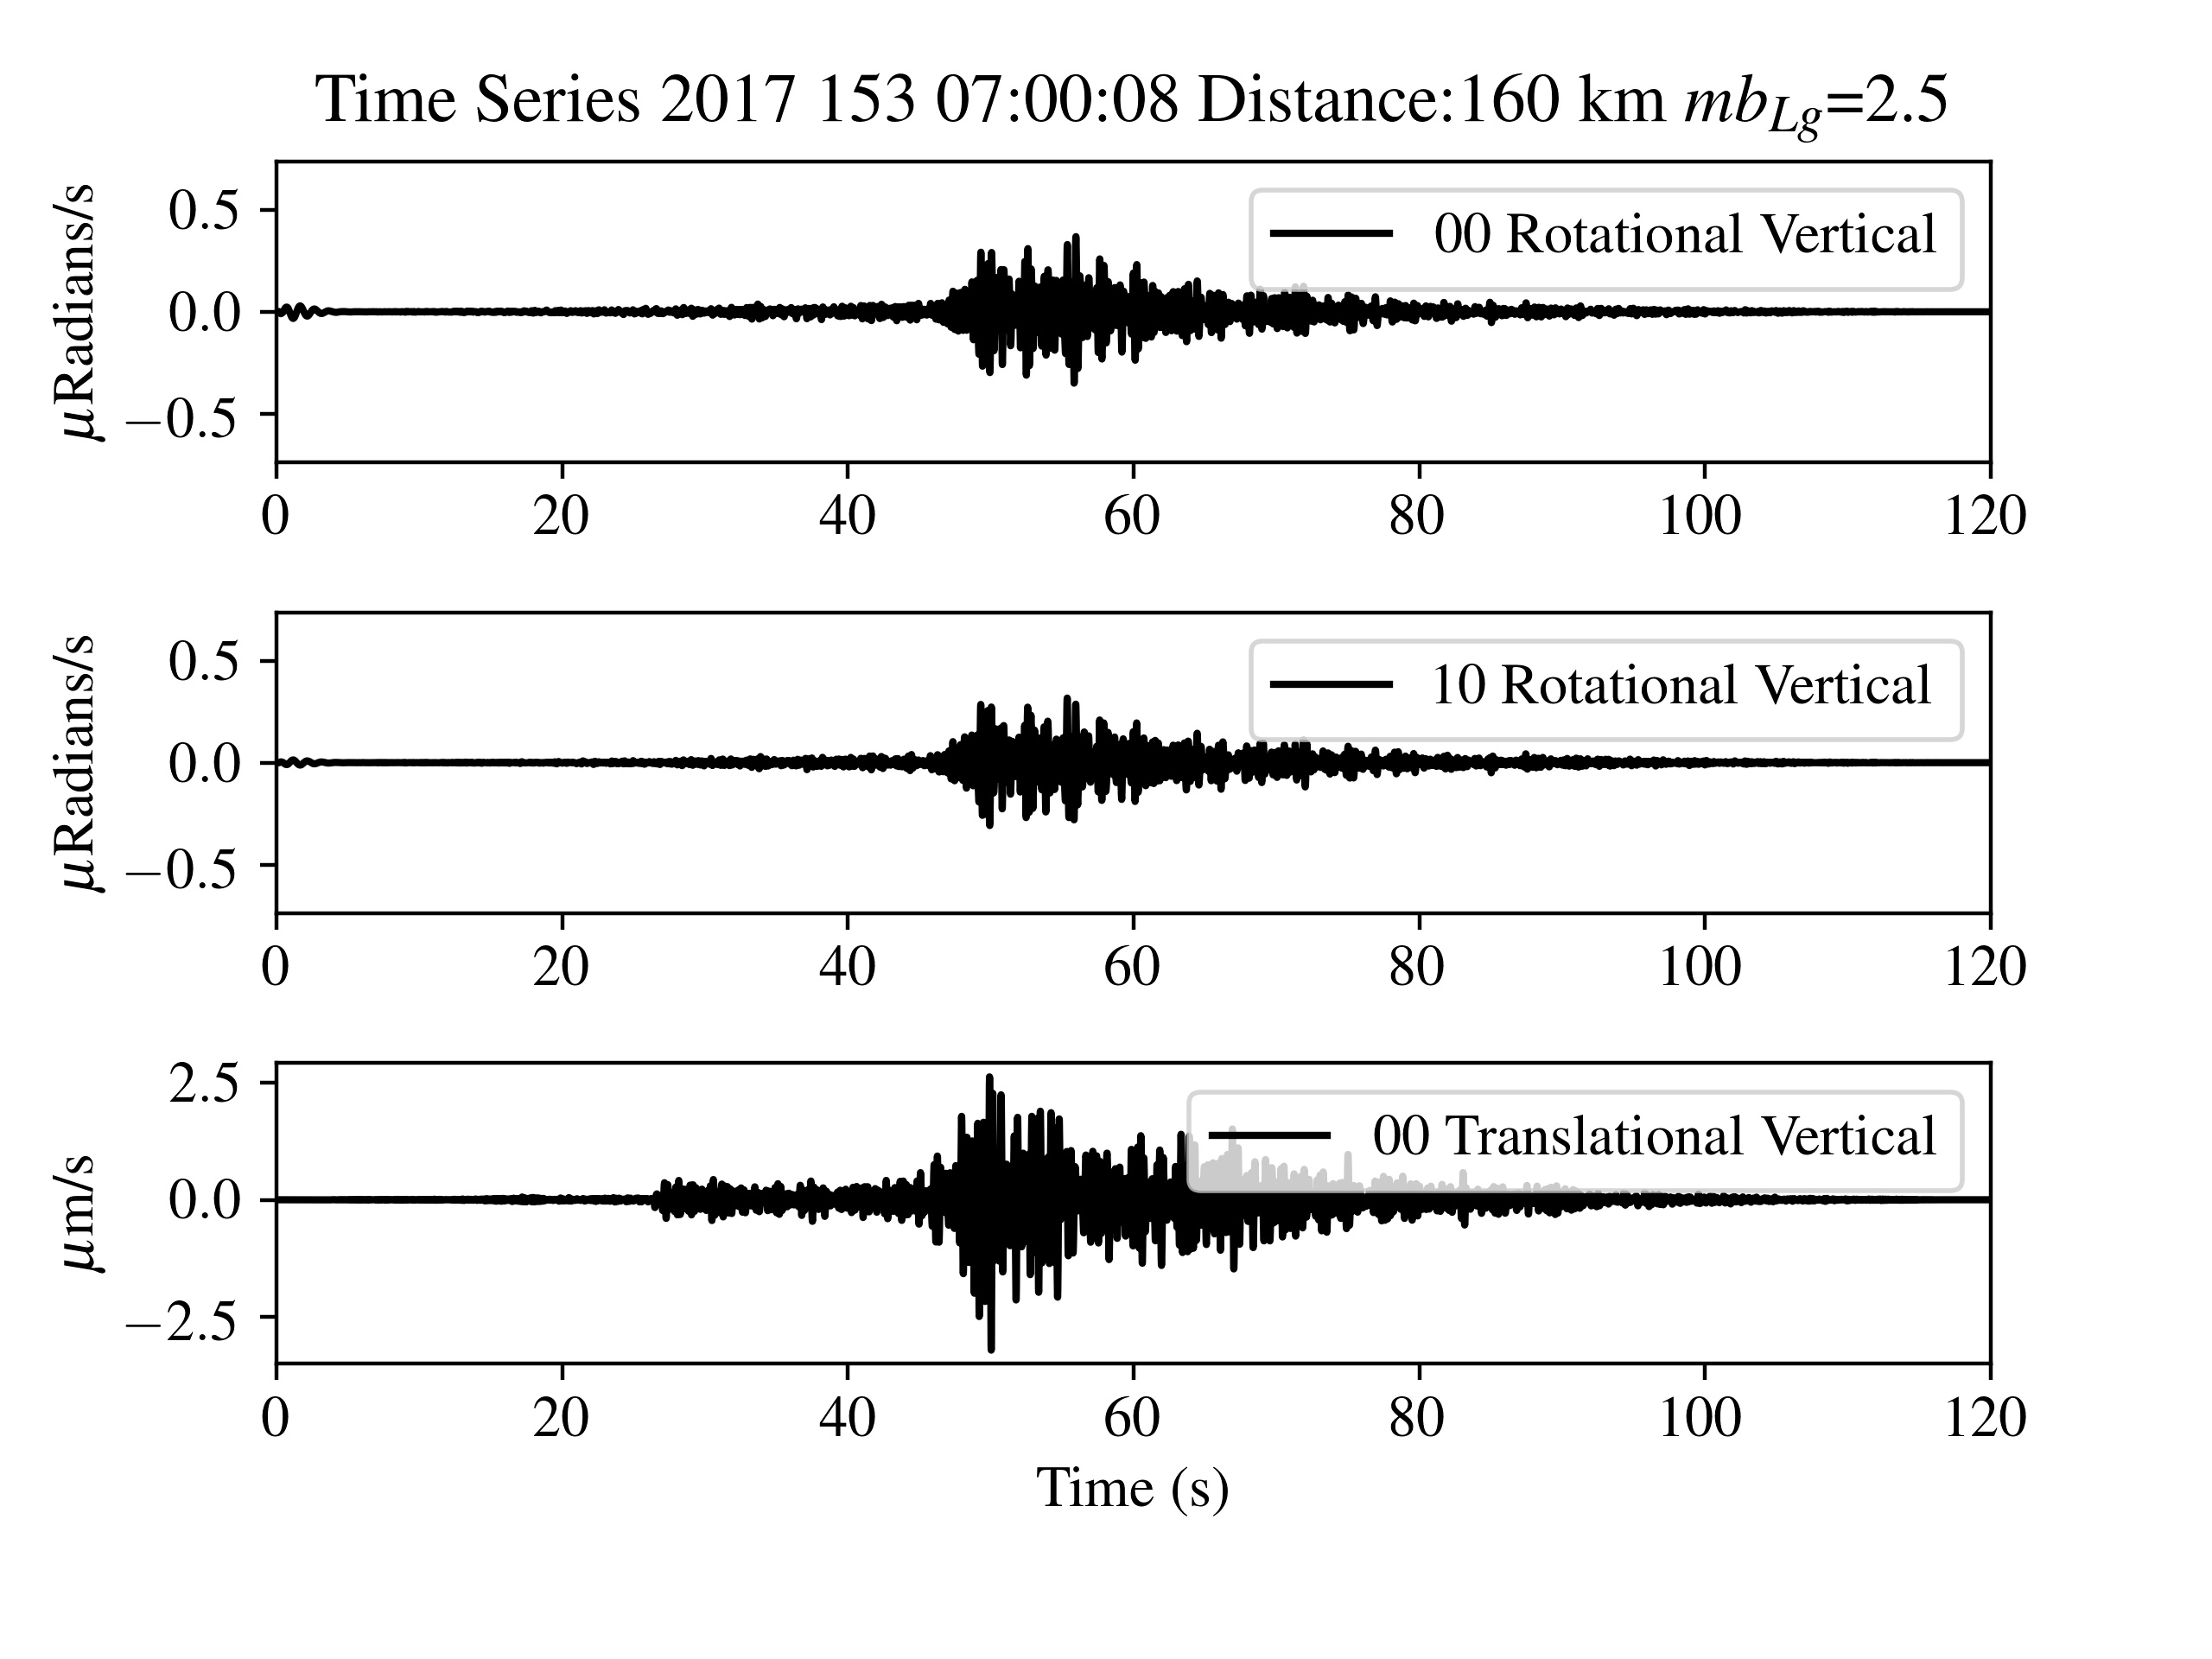 Time Series 2017 153 07:00:08 Distance:160 km mb_Lg=2.5
μRadians/s
0.5
0.0
−0.5
00 Rotational Vertical
0 20 40 60 80 100 120
μRadians/s
0.5
0.0
−0.5
10 Rotational Vertical
0 20 40 60 80 100 120
μm/s
2.5
0.0
−2.5
00 Translational Vertical
0 20 40 60 80 100 120
Time (s)